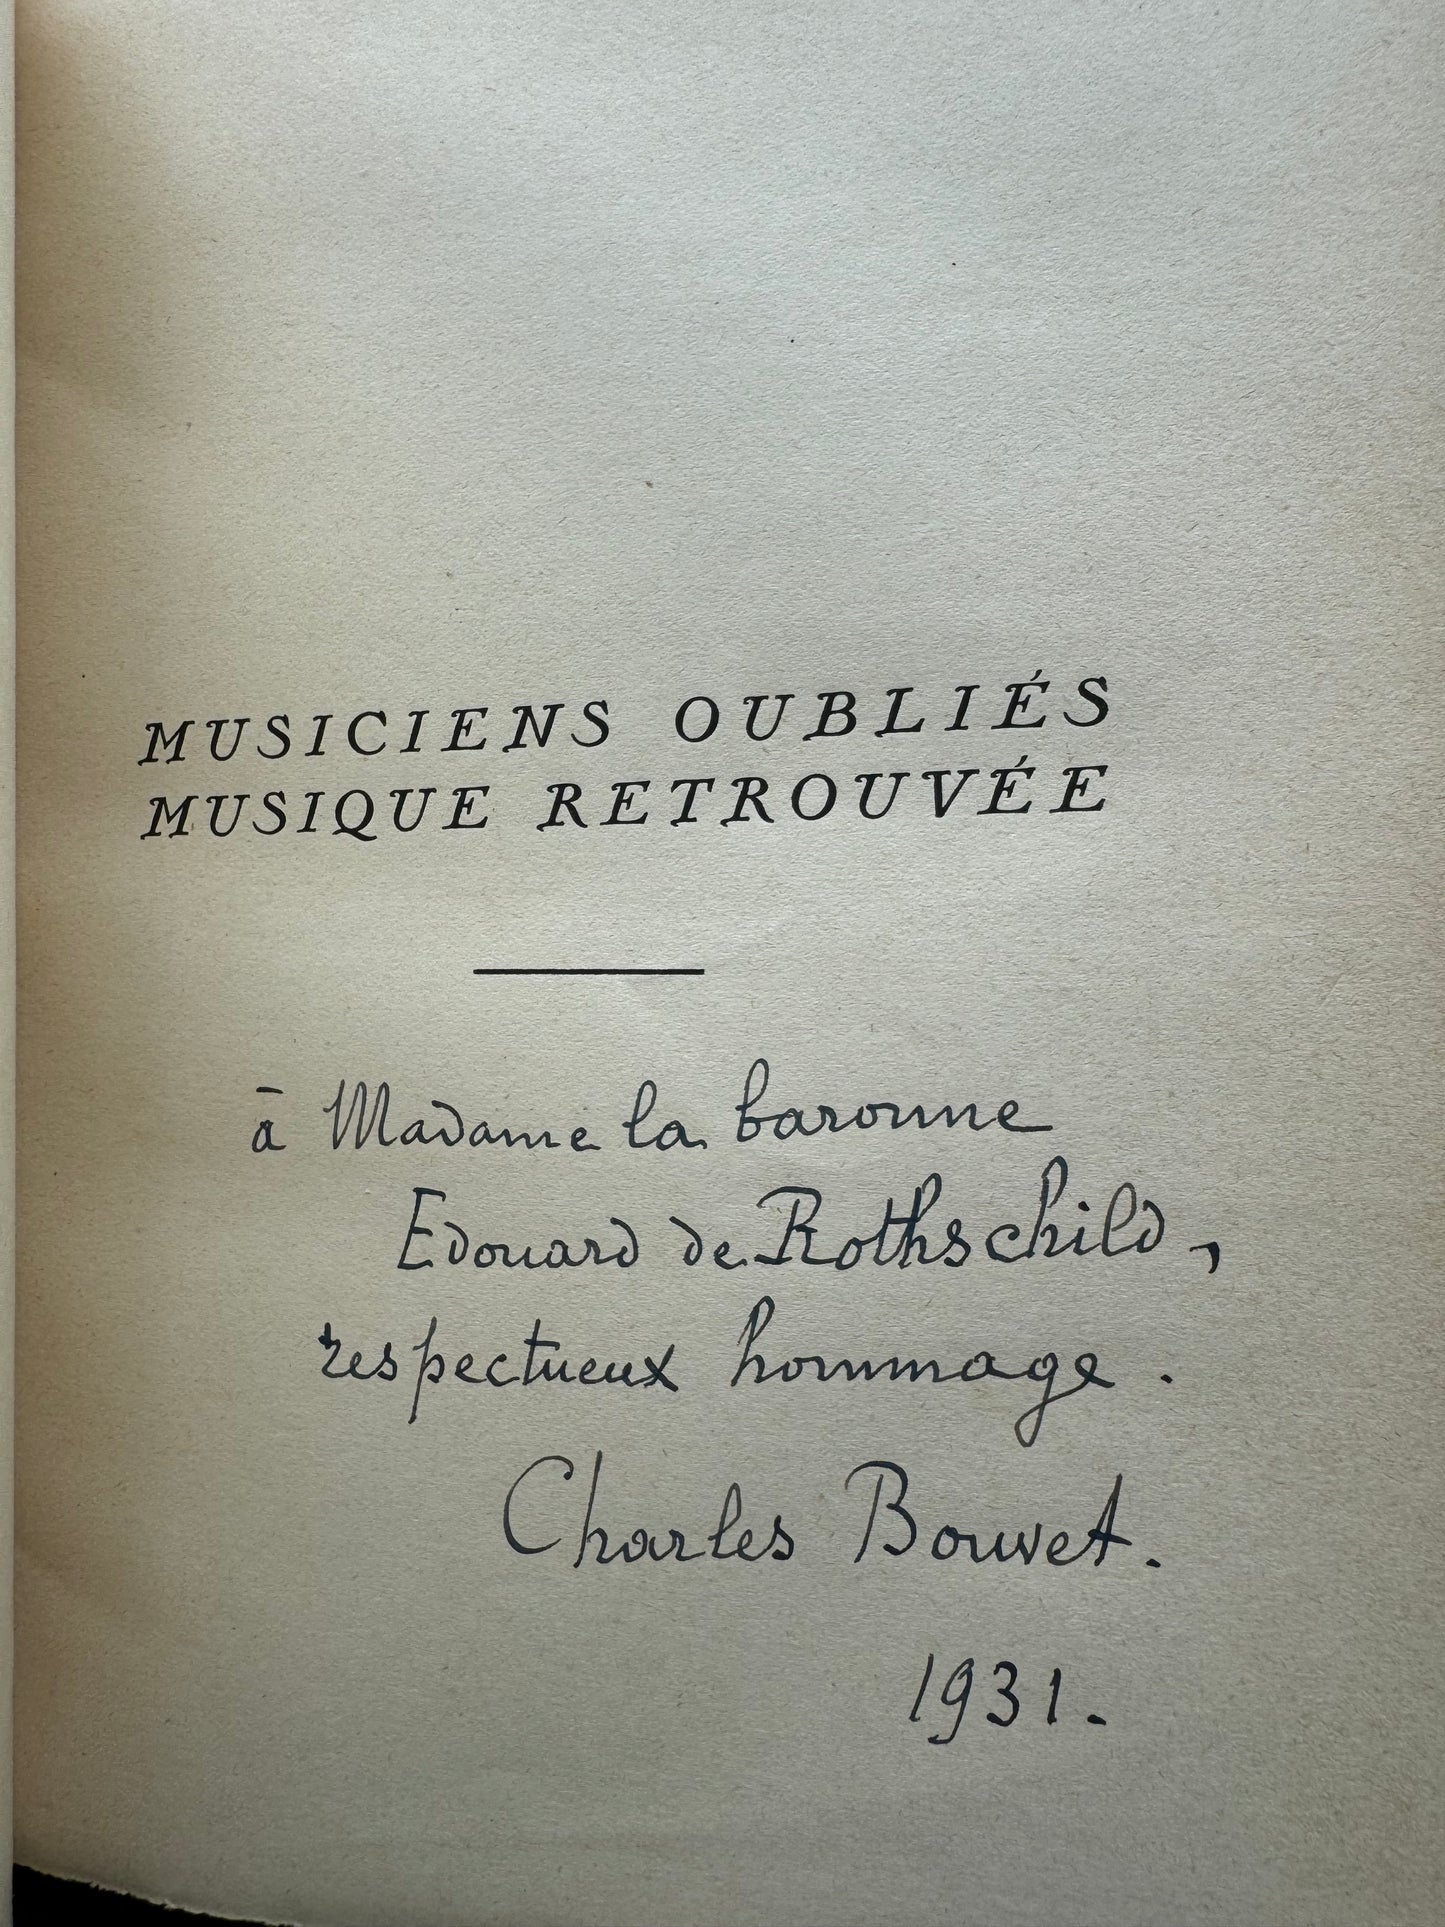 MUSICIENS OUBLIÉS
MUSIQUE RETROUVÉE
à Madame la baronne
Edouard de Rothschild,
respectueux hommage.
Charles Bouvet.
1931.